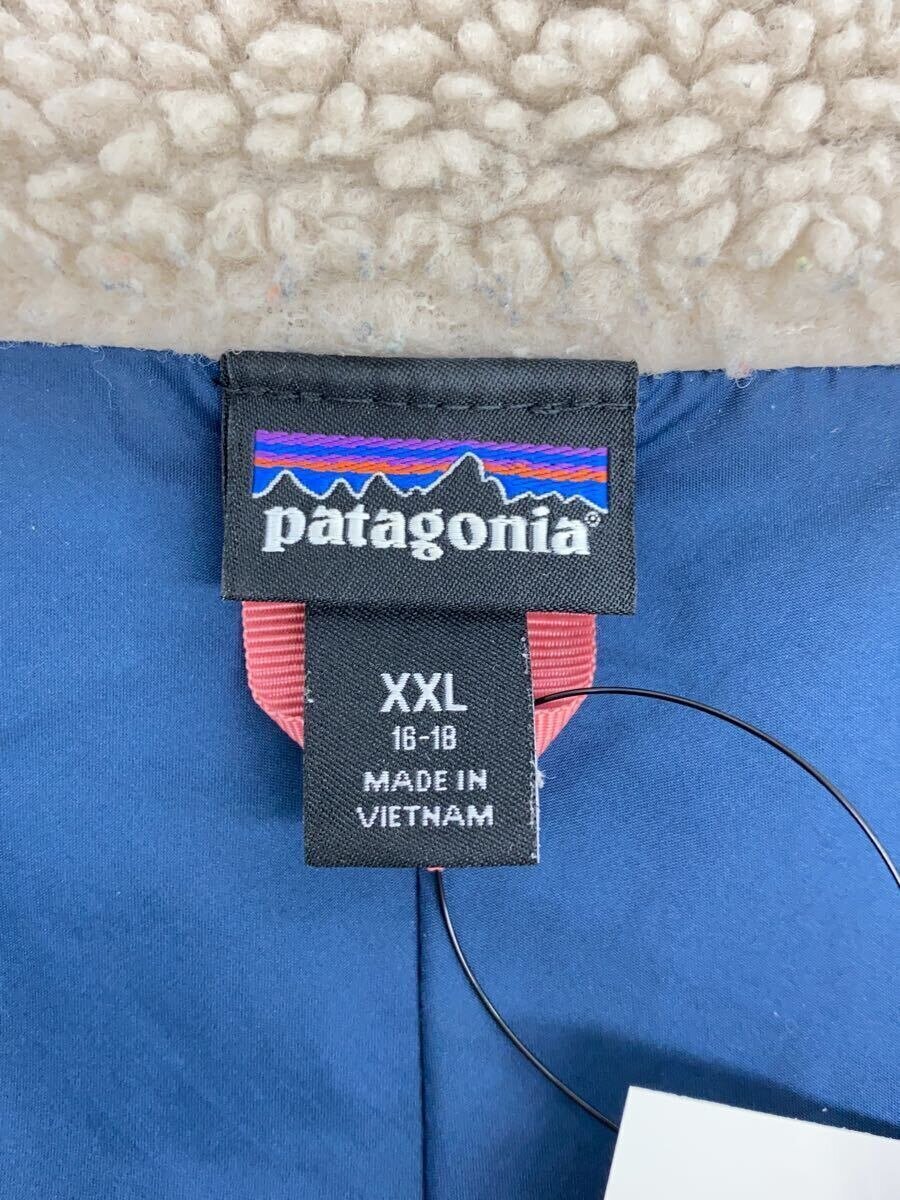 patagonia®
XXL
16-18
MADE IN
VIETNAM